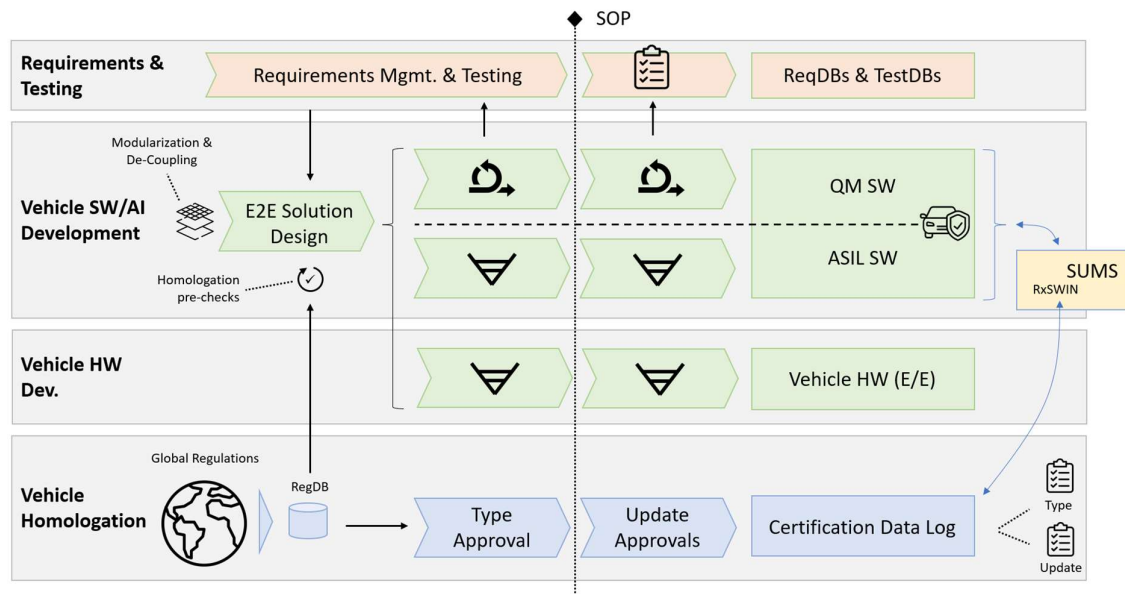 SOP
Requirements &
Testing
Requirements Mgmt. & Testing
ReqDBs & TestDBs
Modularization &
De-Coupling
Vehicle SW/AI
Development
E2E Solution
Design
Homologation
pre-checks
QM SW
ASIL SW
SUMS
RxSWIN
Vehicle HW
Dev.
Vehicle HW (E/E)
Global Regulations
RegDB
Vehicle
Homologation
Type
Approval
Update
Approvals
Certification Data Log
Type
Update